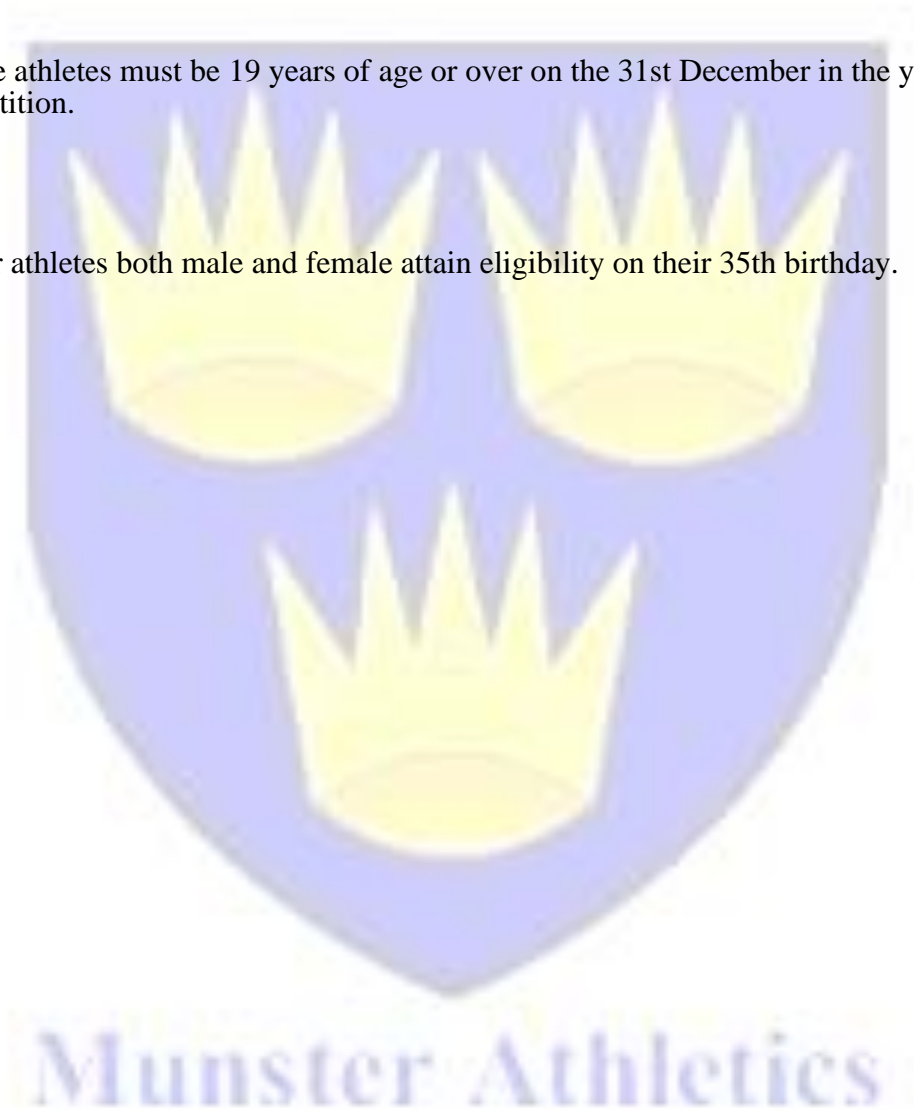 e athletes must be 19 years of age or over on the 31st December in the y
tition.
r athletes both male and female attain eligibility on their 35th birthday.
Munster Athletics